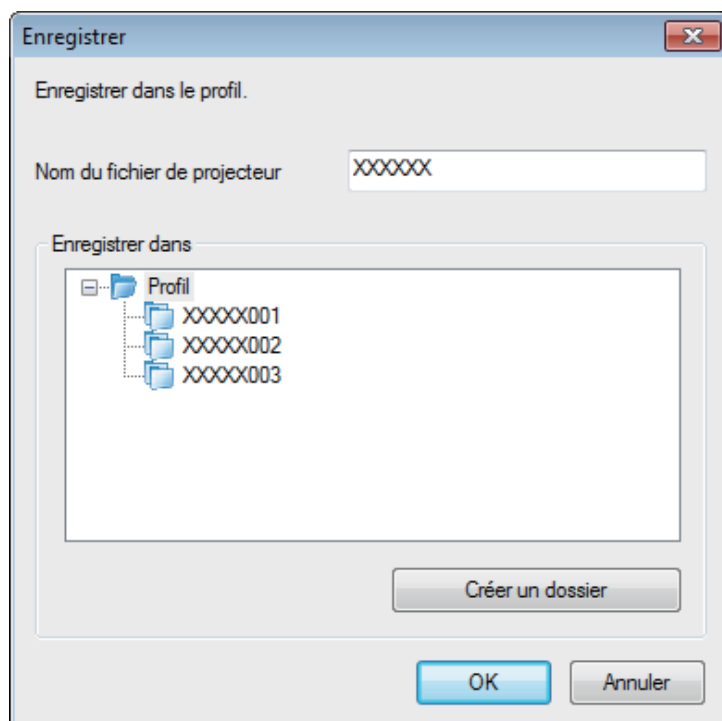 Enregistrer
Enregistrer dans le profil.
Nom du fichier de projecteur XXXXXX
Enregistrer dans
Profil
XXXXX001
XXXXX002
XXXXX003
Créer un dossier
OK Annuler